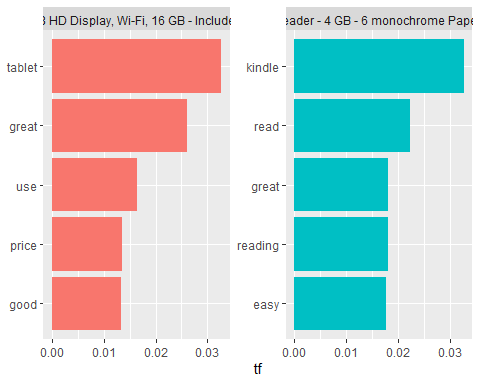 8 HD Display, Wi-Fi, 16 GB - Include
tablet
great
use
price
good
0.00 0.01 0.02 0.03
eader - 4 GB - 6 monochrome Pape
kindle
read
great
reading
easy
0.00 0.01 0.02 0.03
tf